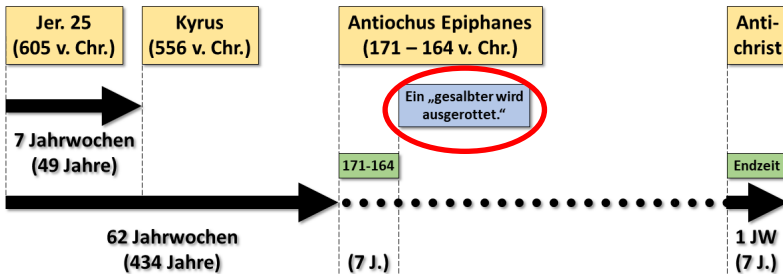 Jer. 25
(605 v. Chr.)
Kyrus
(556 v. Chr.)
Antiochus Epiphanes
(171 – 164 v. Chr.)
Anti-
christ
Ein „gesalbter wird
ausgerottet.“
7 Jahrwochen
(49 Jahre)
171-164
Endzeit
62 Jahrwochen
(434 Jahre)
(7 J.)
1 JW
(7 J.)